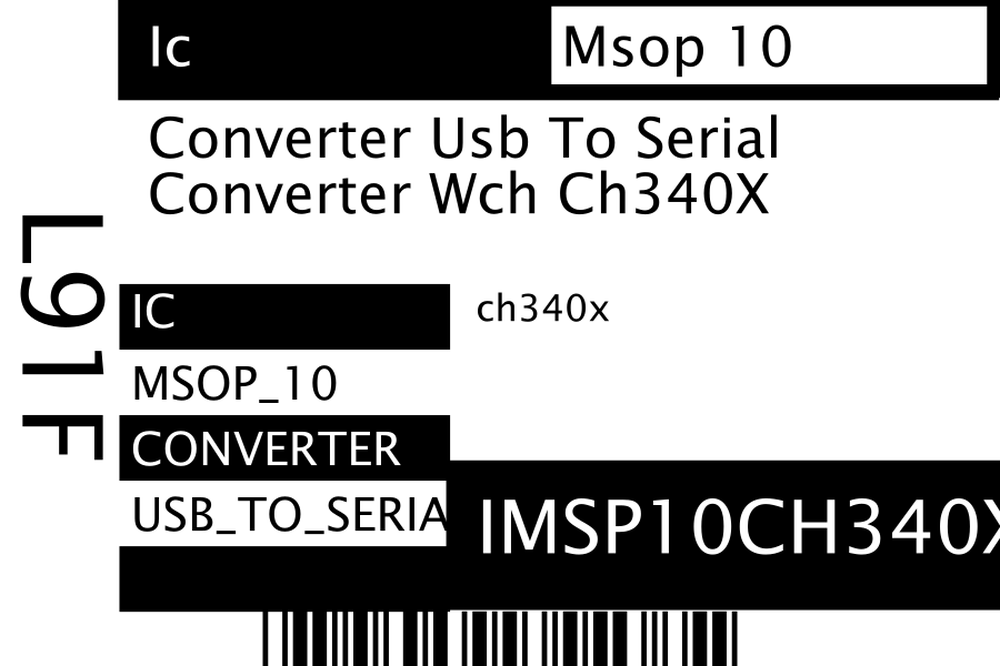 Ic
Msop 10
Converter Usb To Serial
Converter Wch Ch340X
L91F
IC
ch340x
MSOP_10
CONVERTER
USB_TO_SERIA
IMSP10CH340X